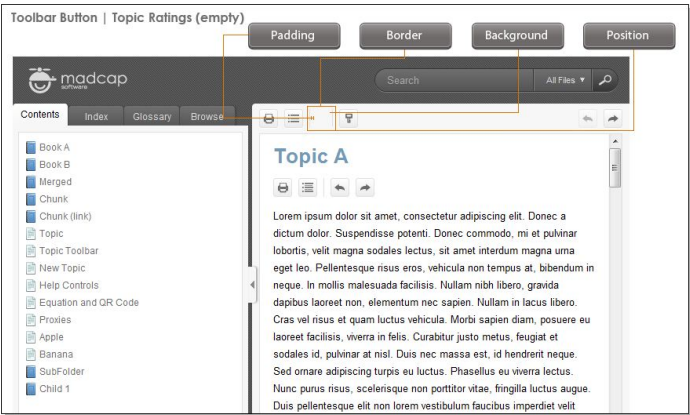 Toolbar Button | Topic Ratings (empty)
Padding
Border
Background
Position
madcap
software
Search
All Files
Contents
Index
Glossary
Browse
Book A
Book B
Merged
Chunk
Chunk (link)
Topic
Topic Toolbar
New Topic
Help Controls
Equation and QR Code
Proxies
Apple
Banana
SubFolder
Child 1
Topic A
Lorem ipsum dolor sit amet, consectetur adipiscing elit. Donec a
dictum dolor. Suspendisse potenti. Donec commodo, mi et pulvinar
lobortis, velit magna sodales lectus, sit amet interdum magna urna
eget leo. Pellentesque risus eros, vehicula non tempus at, bibendum in
neque. In mollis malesuada facilisis. Nullam nibh libero, gravida
dapibus laoreet non, elementum nec sapien. Nullam in lacus libero.
Cras vel risus et quam luctus vehicula. Morbi sapien diam, posuere eu
laoreet facilisis, viverra in felis. Curabitur justo metus, feugiat et
sodales id, pulvinar at nisl. Duis nec massa est, id hendrerit neque.
Sed ornare adipiscing turpis eu luctus. Phasellus eu viverra lectus.
Nunc purus risus, scelerisque non porttitor vitae, fringilla luctus augue.
Duis pellentesque elit non lorem vestibulum faucibus imperdiet velit